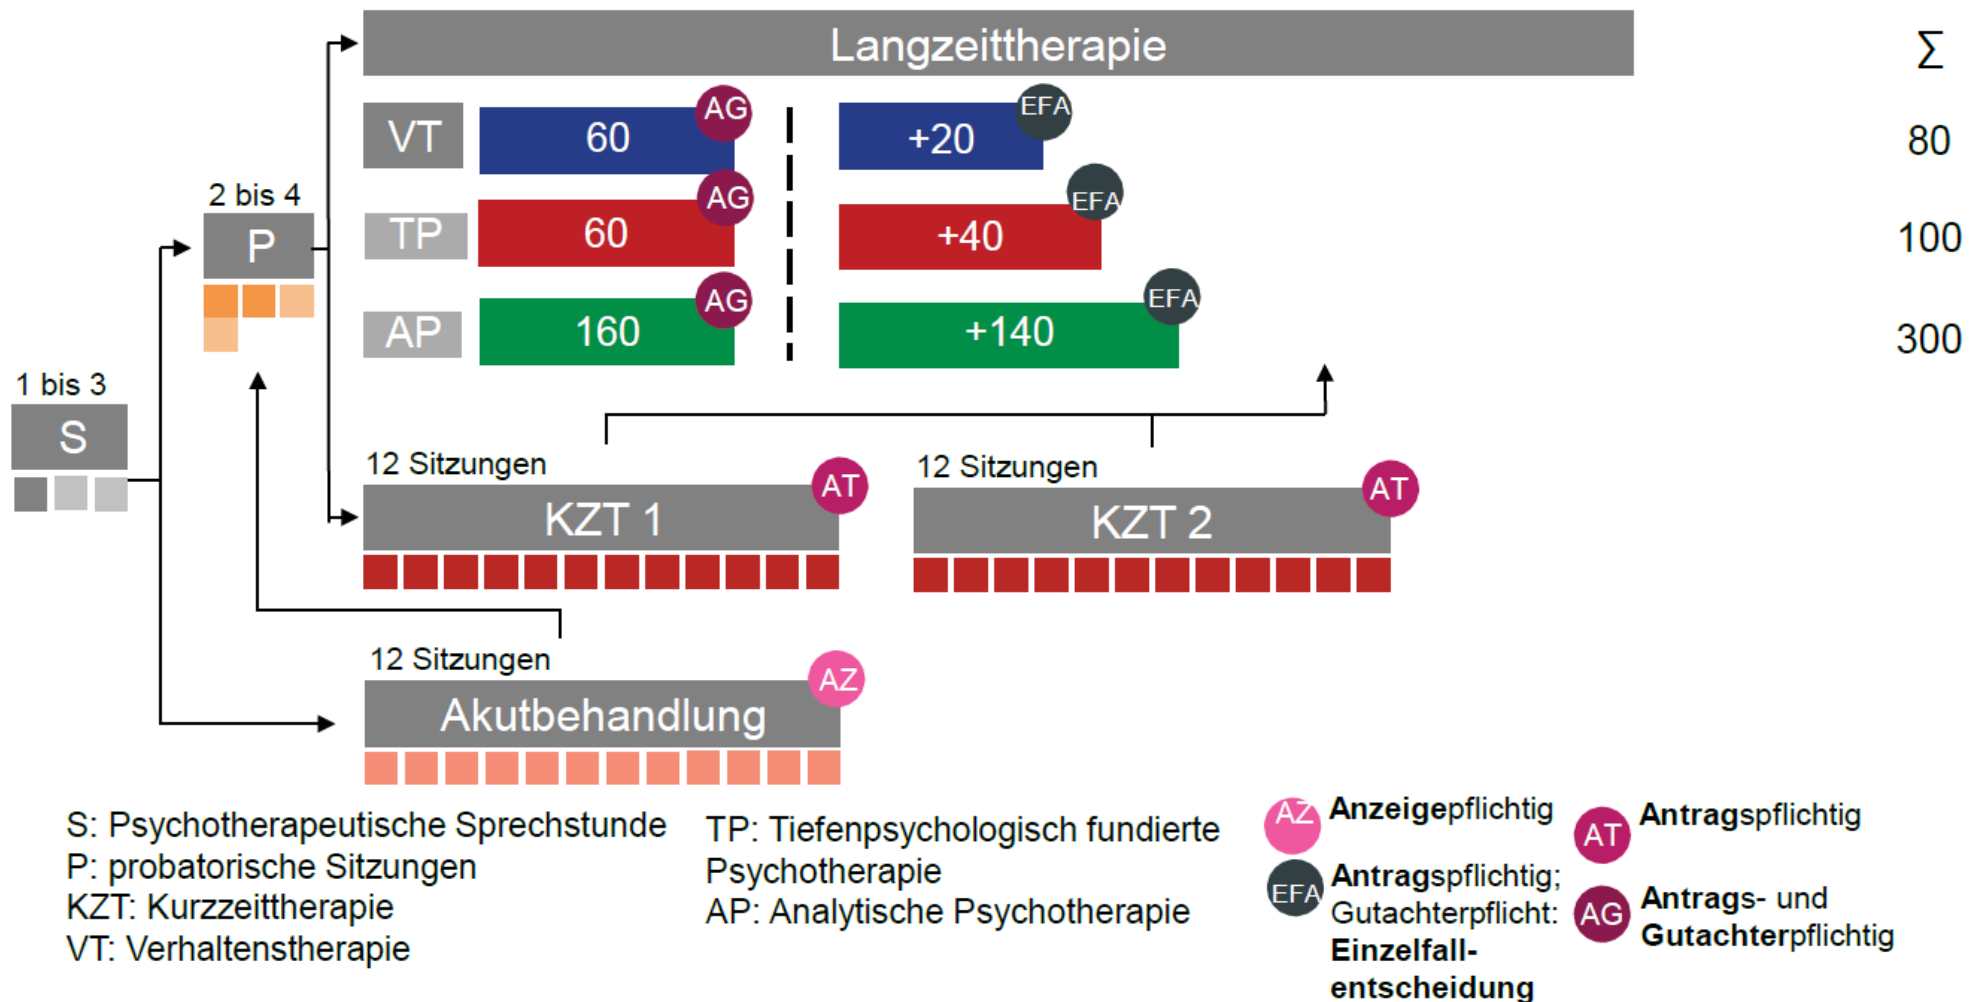 Langzeittherapie
Σ
VT
60
AG
+20
EFA
80
2 bis 4
P
TP
60
AG
+40
EFA
100
AP
160
AG
+140
EFA
300
1 bis 3
S
12 Sitzungen
KZT 1
AT
12 Sitzungen
KZT 2
AT
12 Sitzungen
Akutbehandlung
AZ
S: Psychotherapeutische Sprechstunde
P: probatorische Sitzungen
KZT: Kurzzeittherapie
VT: Verhaltenstherapie
TP: Tiefenpsychologisch fundierte
Psychotherapie
AP: Analytische Psychotherapie
AZ
Anzeigepflichtig
EFA
Antragspflichtig;
Gutachterpflicht:
Einzelfall-
entscheidung
AT
Antragspflichtig
AG
Antrags- und
Gutachterpflichtig